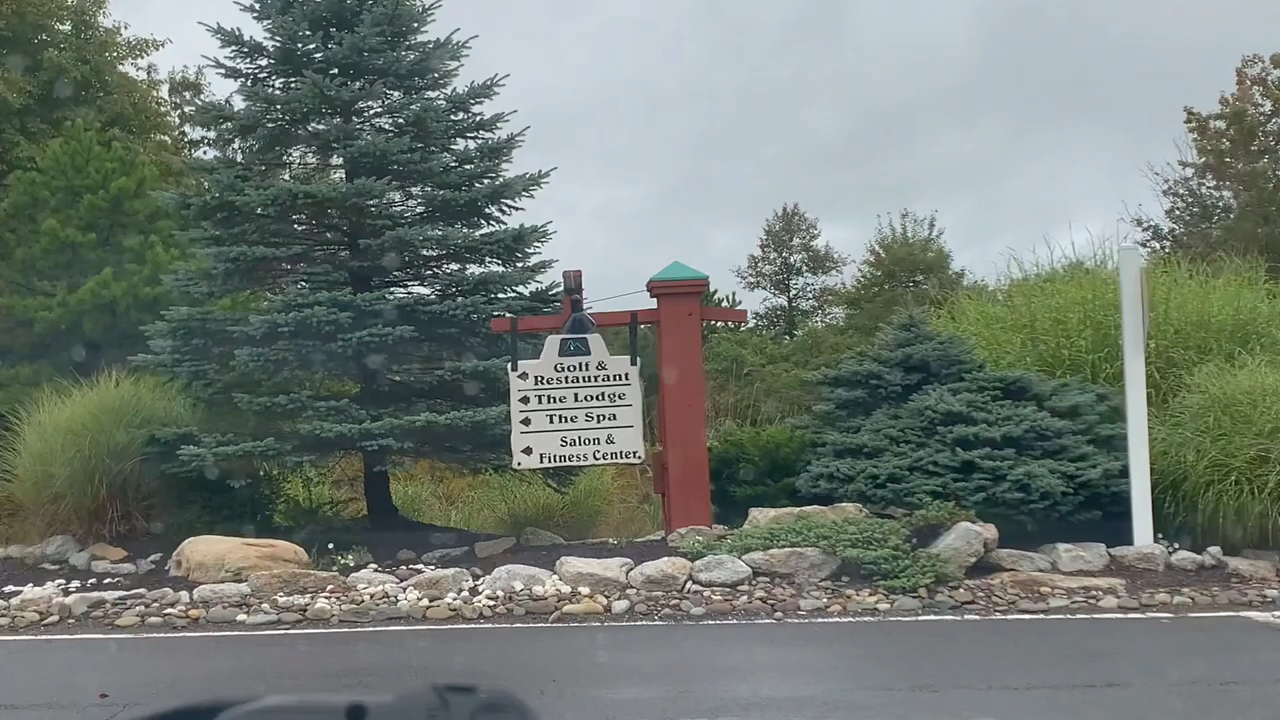 Golf &
Restaurant
The Lodge
The Spa
Salon &
Fitness Center